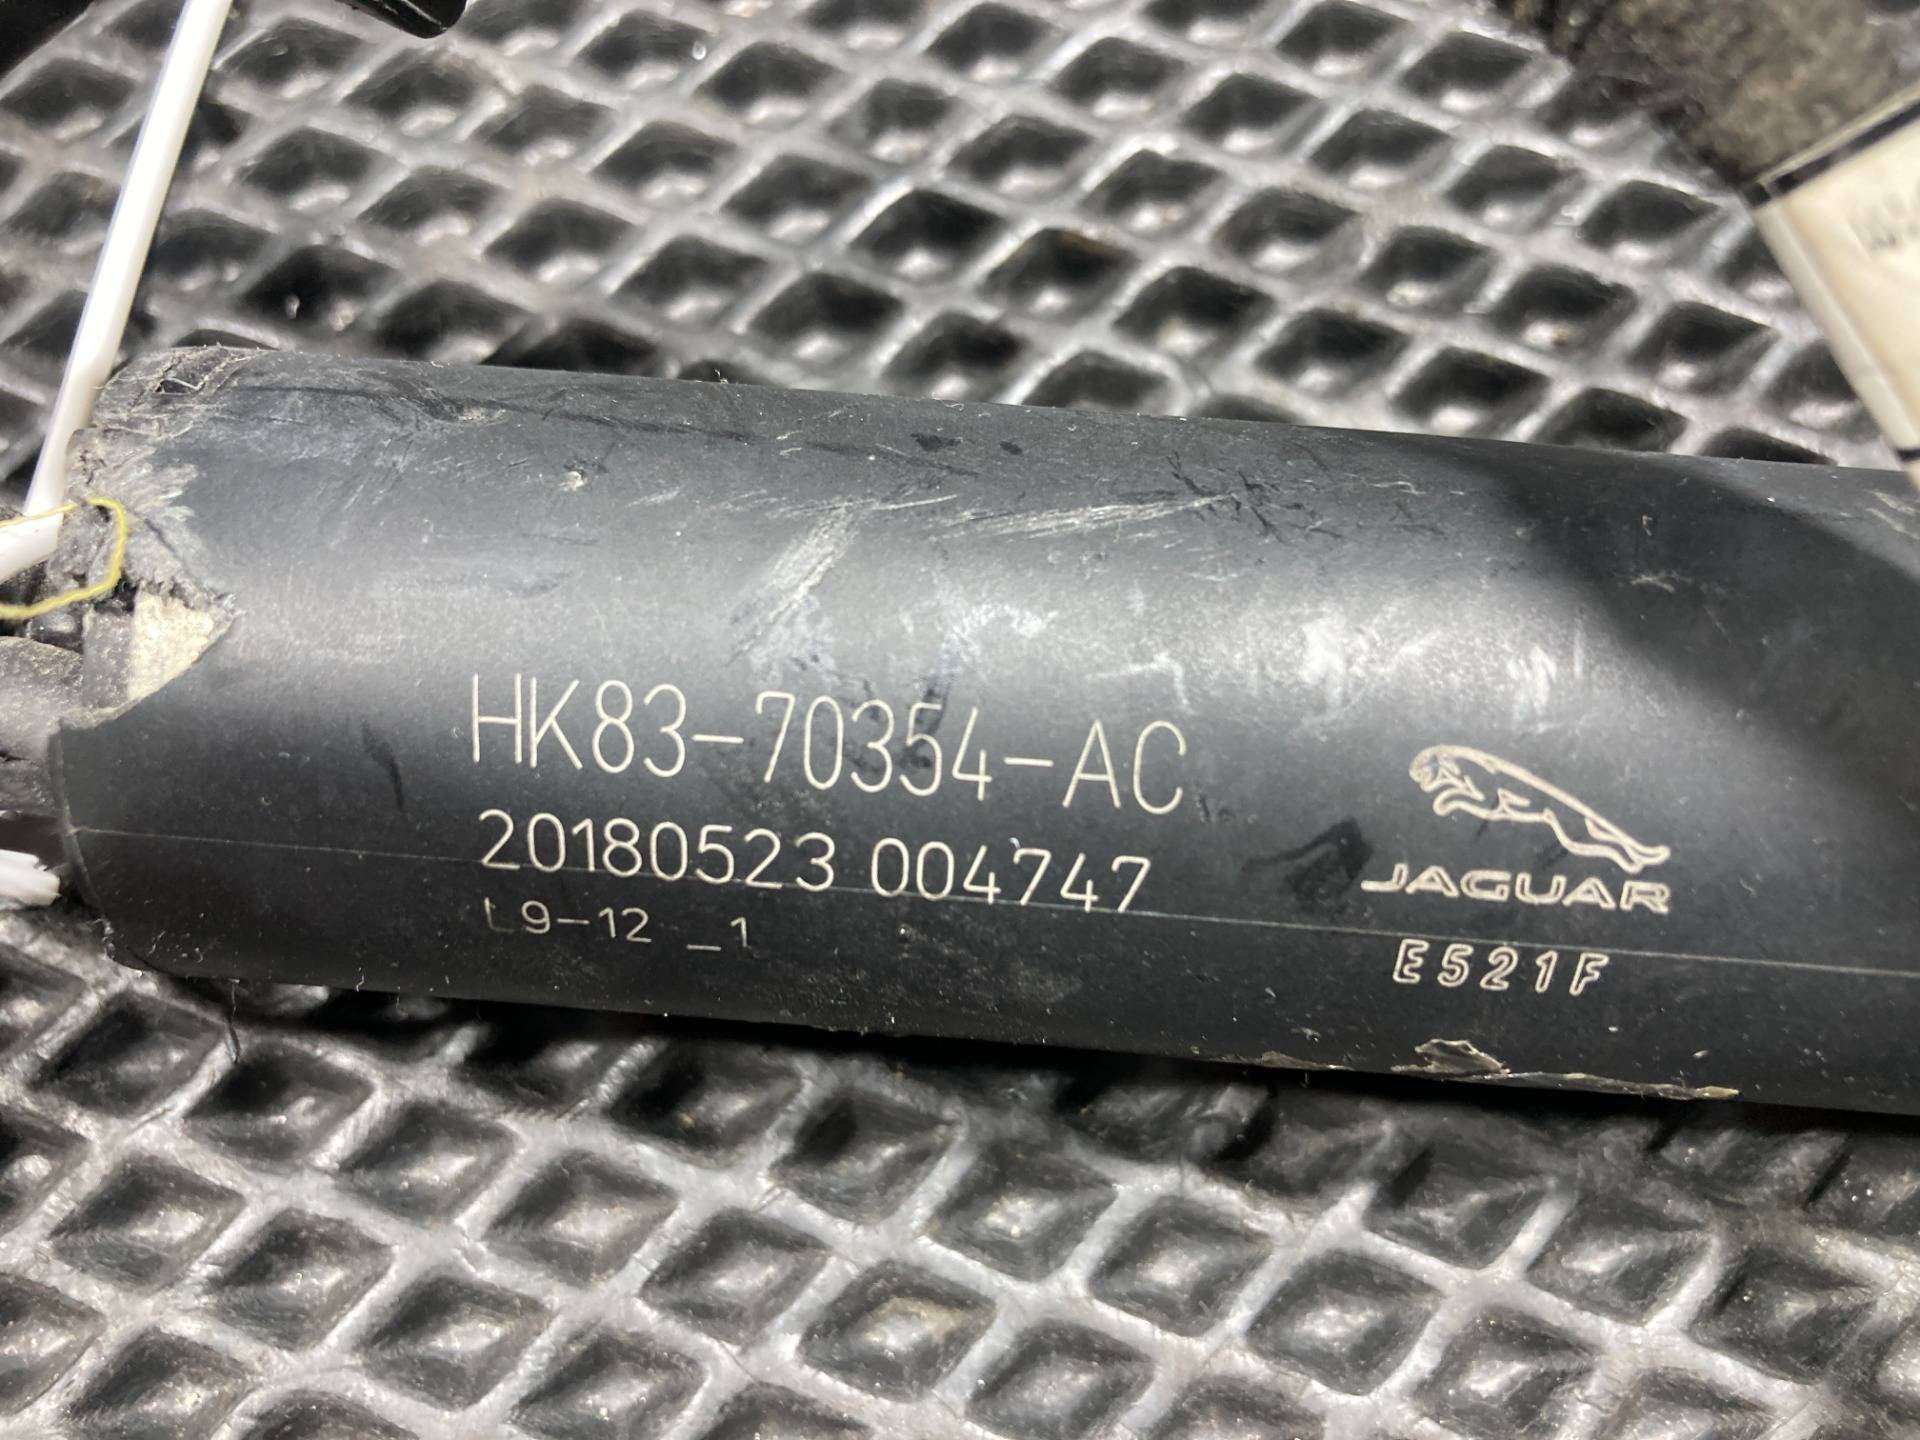 HK83-70354-AC
20180523 004747
L9-12 _1
JAGUAR
E521F